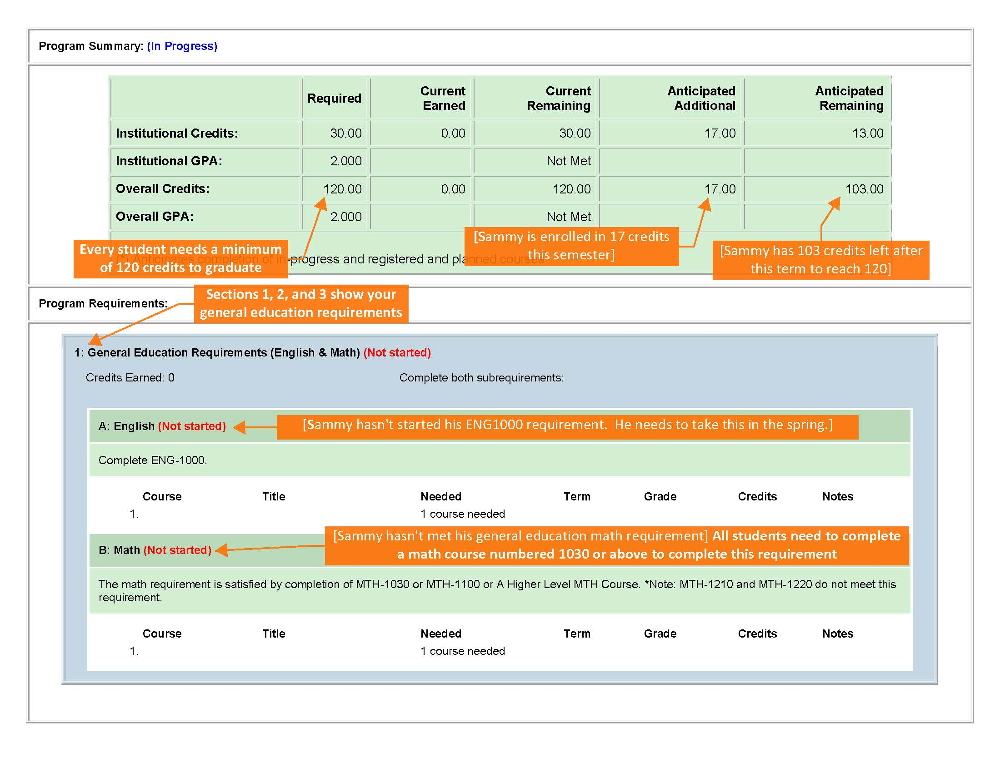 Program Summary: (In Progress)
Required Current Earned Current Remaining Anticipated Additional Anticipated Remaining
Institutional Credits: 30.00 0.00 30.00 17.00 13.00
Institutional GPA: 2.000 Not Met
Overall Credits: 120.00 0.00 120.00 17.00 103.00
Overall GPA: 2.000 Not Met
(*) Anticipates completion of in-progress and registered and planned courses
Every student needs a minimum
of 120 credits to graduate
[Sammy is enrolled in 17 credits
this semester]
[Sammy has 103 credits left after
this term to reach 120]
Program Requirements:
Sections 1, 2, and 3 show your
general education requirements
1: General Education Requirements (English & Math) (Not started)
Credits Earned: 0 Complete both subrequirements:
A: English (Not started)
[Sammy hasn't started his ENG1000 requirement. He needs to take this in the spring.]
Complete ENG-1000.
Course Title Needed Term Grade Credits Notes
1. 1 course needed
B: Math (Not started)
[Sammy hasn't met his general education math requirement] All students need to complete
a math course numbered 1030 or above to complete this requirement
The math requirement is satisfied by completion of MTH-1030 or MTH-1100 or A Higher Level MTH Course. *Note: MTH-1210 and MTH-1220 do not meet this
requirement.
Course Title Needed Term Grade Credits Notes
1. 1 course needed